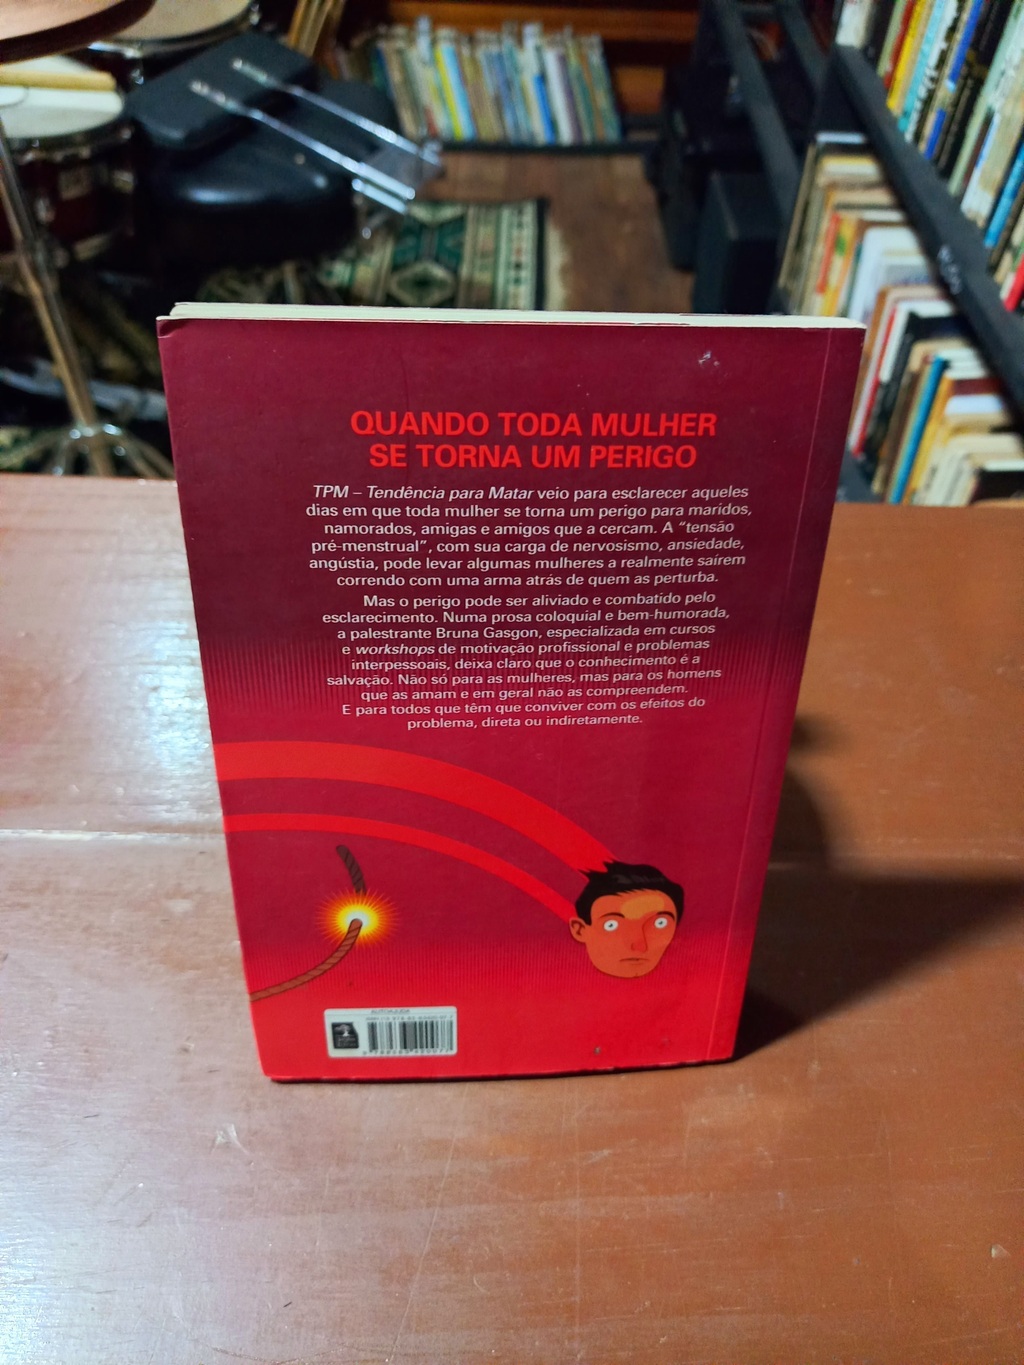 QUANDO TODA MULHER
SE TORNA UM PERIGO
TPM – Tendência para Matar veio para esclarecer aqueles
dias em que toda mulher se torna um perigo para maridos,
namorados, amigas e amigos que a cercam. A “tensão
pré-menstrual”, com sua carga de nervosismo, ansiedade,
angústia, pode levar algumas mulheres a realmente saírem
correndo com uma arma atrás de quem as perturba.
Mas o perigo pode ser aliviado e combatido pelo
esclarecimento. Numa prosa coloquial e bem-humorada,
a palestrante Bruna Gasgon, especializada em cursos
e workshops de motivação profissional e problemas
interpessoais, deixa claro que o conhecimento é a
salvação. Não só para as mulheres, mas para os homens
que as amam e em geral não as compreendem.
E para todos que têm que conviver com os efeitos do
problema, direta ou indiretamente.
AUTOAJUDA